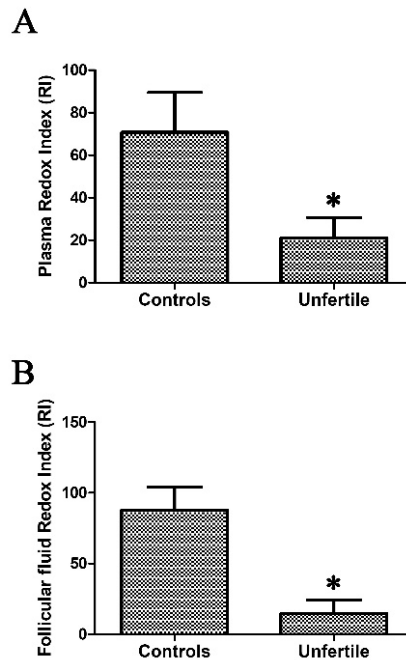 A
Plasma Redox Index (RI)
100
80
60
40
20
0
*
Controls Unfertile
B
Follicular fluid Redox Index (RI)
150
100
50
0
*
Controls Unfertile